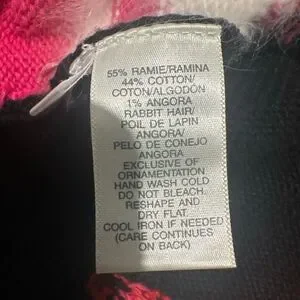 55% RAMIE/RAMINA
44% COTTON/
COTON/ALGODON
1% ANGORA
RABBIT HAIR/
POIL DE LAPIN
ANGORA/
PELO DE CONEJO
ANGORA
EXCLUSIVE OF
ORNAMENTATION
HAND WASH COLD
DO NOT BLEACH.
RESHAPE AND
DRY FLAT.
COOL IRON IF NEEDED
(CARE CONTINUES
ON BACK)